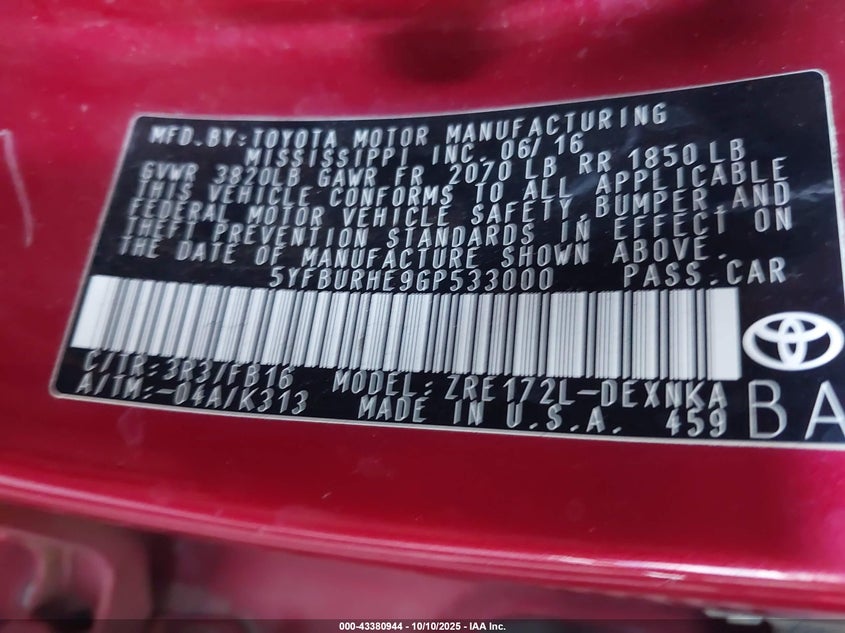 MFD. BY: TOYOTA MOTOR MANUFACTURING
MISSISSIPPI INC. 06/16
GVWR 3820LB GAWR FR 2070 LB RR 1850 LB
THIS VEHICLE CONFORMS TO ALL APPLICABLE
FEDERAL MOTOR VEHICLE SAFETY, BUMPER, AND
THEFT PREVENTION STANDARDS IN EFFECT ON
THE DATE OF MANUFACTURE SHOWN ABOVE.
5YFBURHE9GP533000 PASS. CAR
C/TR: 3R3/FB16 MODEL: ZRE172L-DEXNKA
A/TM: -04A/K313 MADE IN U.S.A. 459 BA
000-43380944 - 10/10/2025 - IAA Inc.